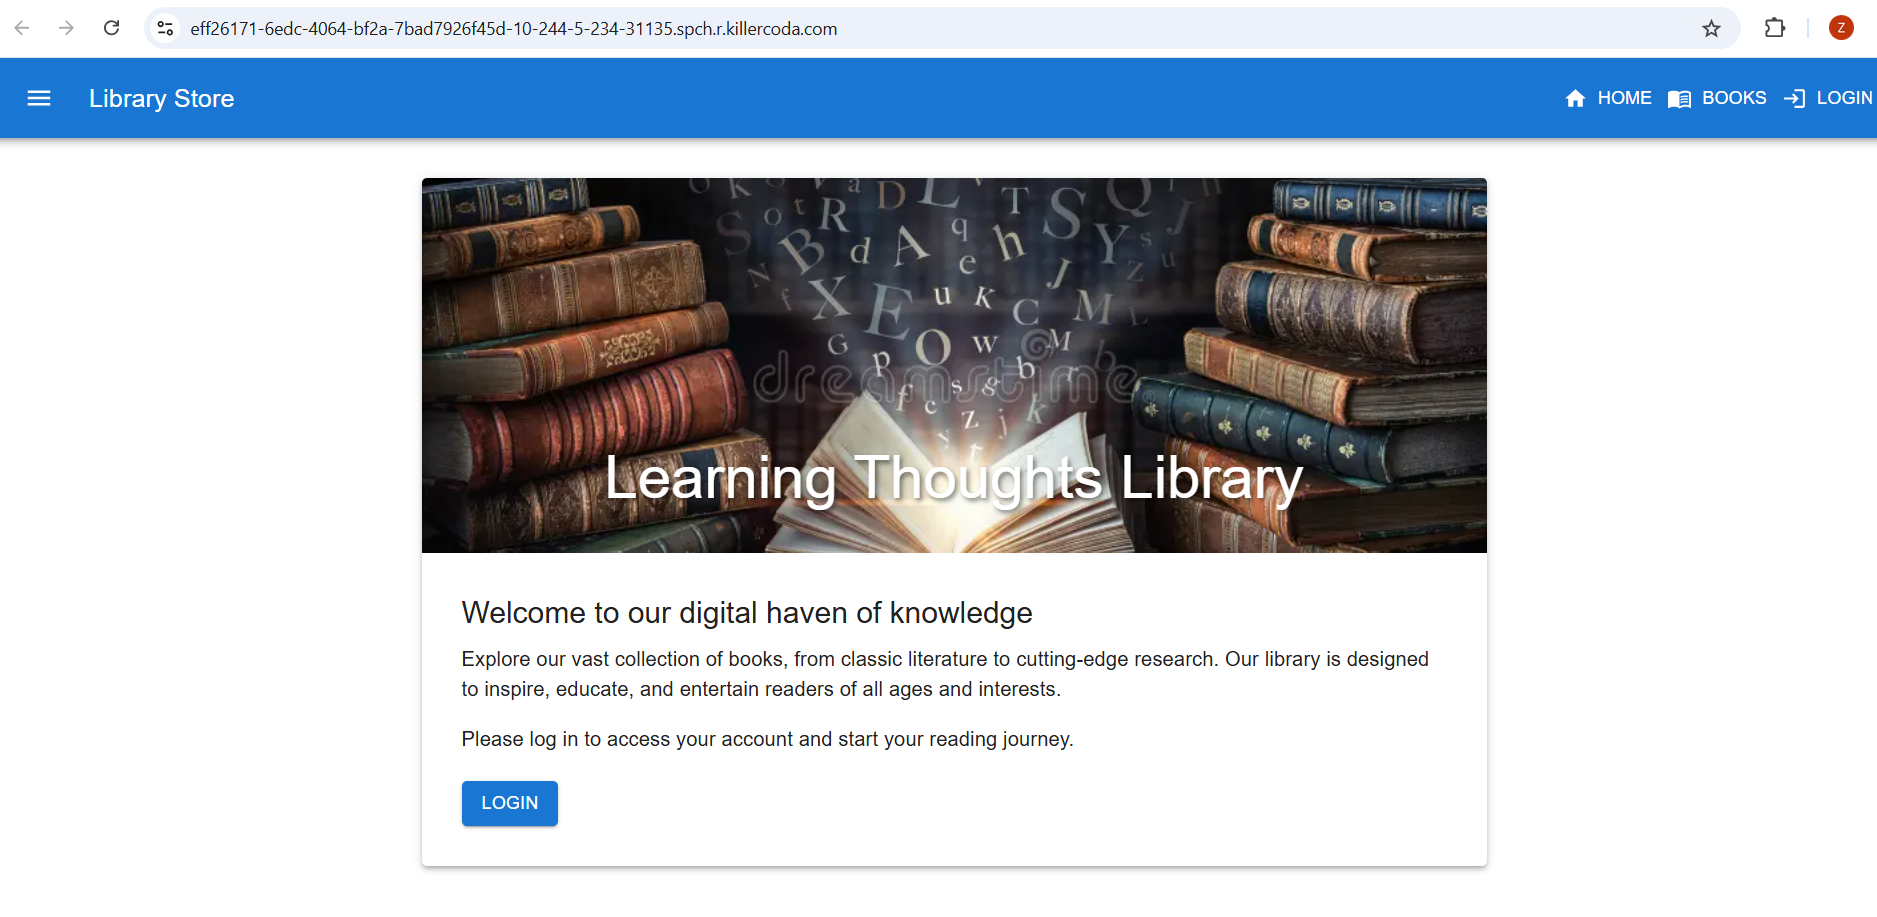 eff26171-6edc-4064-bf2a-7bad7926f45d-10-244-5-234-31135.spch.r.killercoda.com
Z
Library Store
HOME BOOKS LOGIN
dreamstime
Learning Thoughts Library
Welcome to our digital haven of knowledge
Explore our vast collection of books, from classic literature to cutting-edge research. Our library is designed
to inspire, educate, and entertain readers of all ages and interests.
Please log in to access your account and start your reading journey.
LOGIN